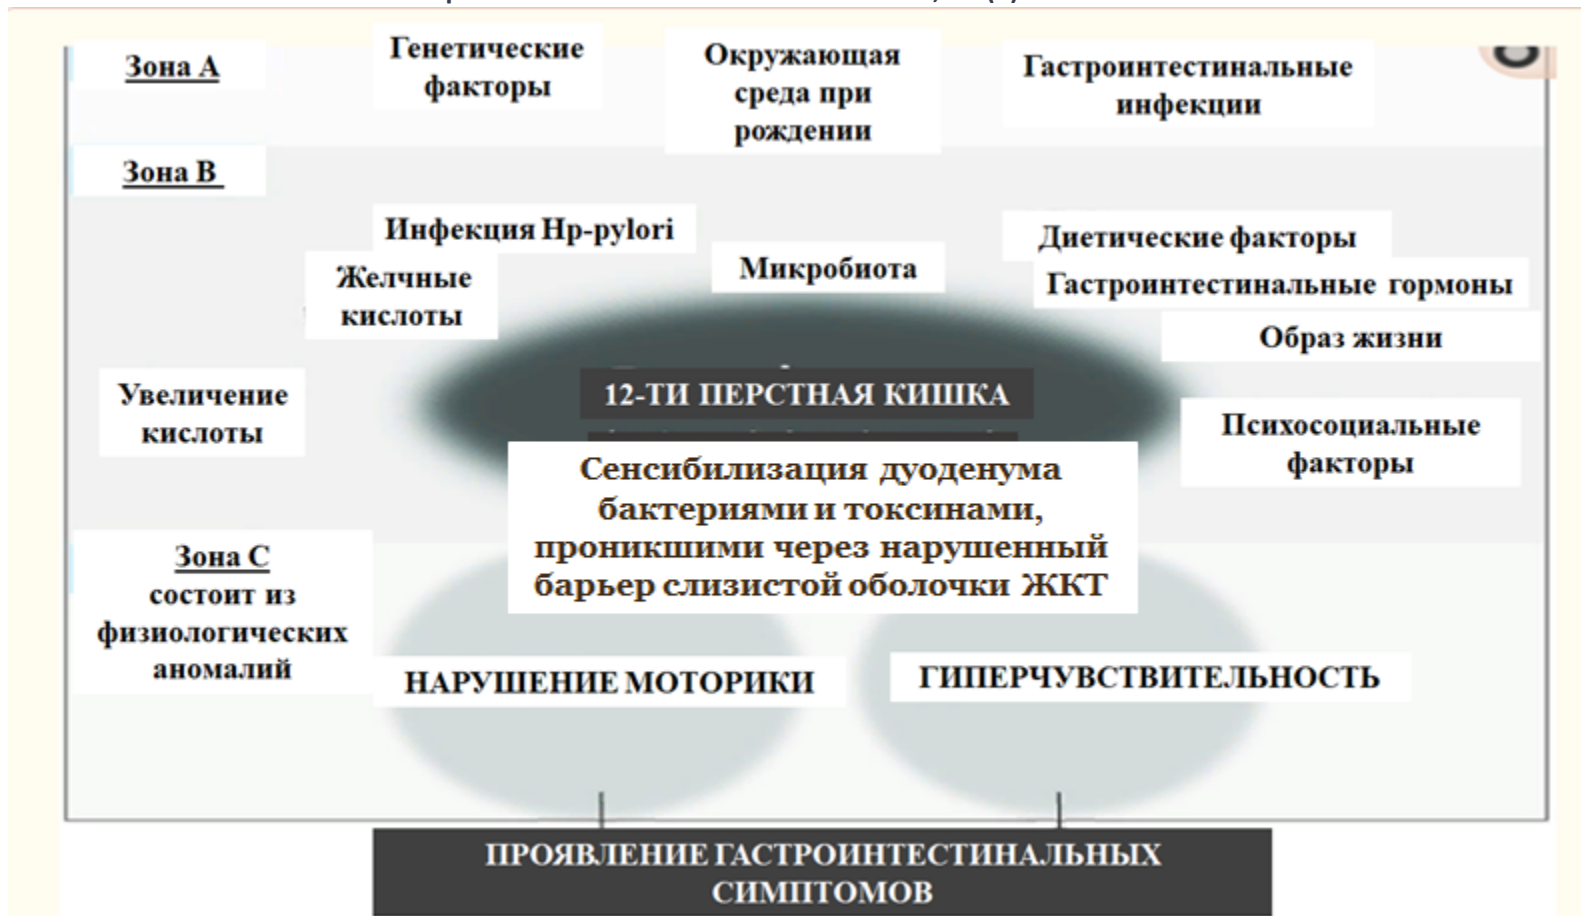 Зона А
Генетические
факторы
Окружающая
среда при
рождении
Гастроинтестинальные
инфекции
Зона В
Инфекция Hp-pylori
Желчные
кислоты
Микробиота
Диетические факторы
Гастроинтестинальные гормоны
Образ жизни
Увеличение
кислоты
12-ТИ ПЕРСТНАЯ КИШКА
Психосоциальные
факторы
Сенсибилизация дуоденума
бактериями и токсинами,
проникшими через нарушенный
барьер слизистой оболочки ЖКТ
Зона С
состоит из
физиологических
аномалий
НАРУШЕНИЕ МОТОРИКИ
ГИПЕРЧУВСТВИТЕЛЬНОСТЬ
ПРОЯВЛЕНИЕ ГАСТРОИНТЕСТИНАЛЬНЫХ
СИМПТОМОВ